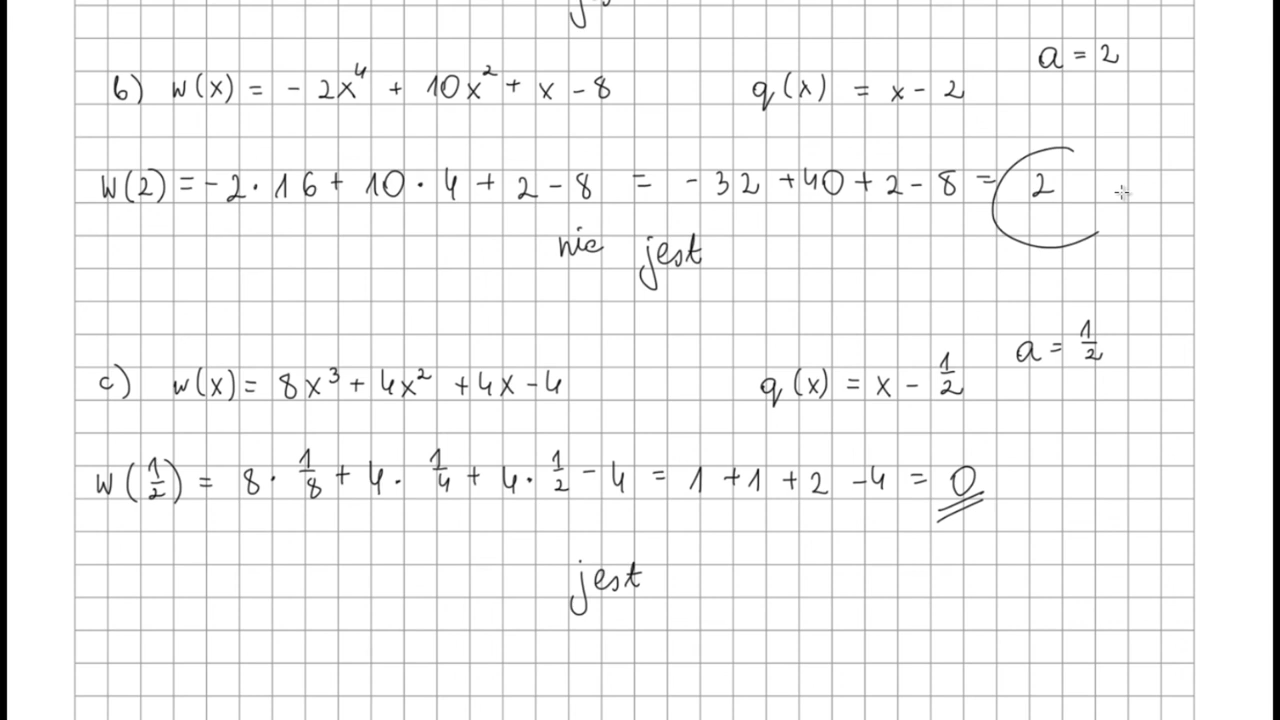 a = 2
b) w(x) = - 2x⁴ + 10x² + x - 8 q(x) = x - 2
W(2) = -2·16 + 10·4 + 2 - 8 = -32 + 40 + 2 - 8 = 2
nie jest
a = 1/2
c) w(x) = 8x³ + 4x² + 4x - 4 q(x) = x - 1/2
W(1/2) = 8·1/8 + 4·1/4 + 4·1/2 - 4 = 1 + 1 + 2 - 4 = 0
jest